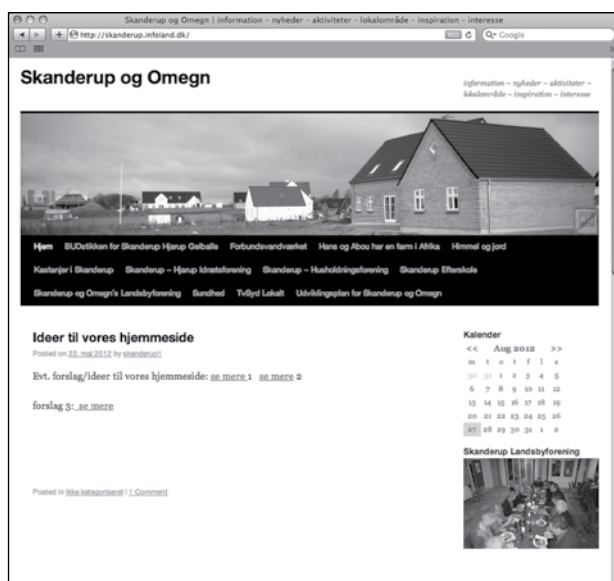 Skanderup og Omegn | information – nyheder – aktiviteter – lokalområde – inspiration – interesse
http://skanderup.infoland.dk/
Google
Skanderup og Omegn
information – nyheder – aktiviteter –
lokalområde – inspiration – interesse
Hjem BUDstikken for Skanderup Hjarup Gelballe Forbundsvandværket Hans og Abou har en farm i Afrika Himmel og jord
Kastanjer i Skanderup Skanderup – Hjarup Idrætsforening Skanderup – Husholdningsforening Skanderup Efterskole
Skanderup og Omegn's Landsbyforening Sundhed TvSyd Lokalt Udviklingsplan for Skanderup og Omegn
Ideer til vores hjemmeside
Posted on 22. maj 2012 by skanderup1
Evt. forslag/ideer til vores hjemmeside: se mere 1 se mere 2
forslag 3: se mere
Posted in Ikke kategoriseret | 1 Comment
Kalender
<< Aug 2012 >>
m t o t f l s
30 31 1 2 3 4 5
6 7 8 9 10 11 12
13 14 15 16 17 18 19
20 21 22 23 24 25 26
27 28 29 30 31 1 2
Skanderup Landsbyforening